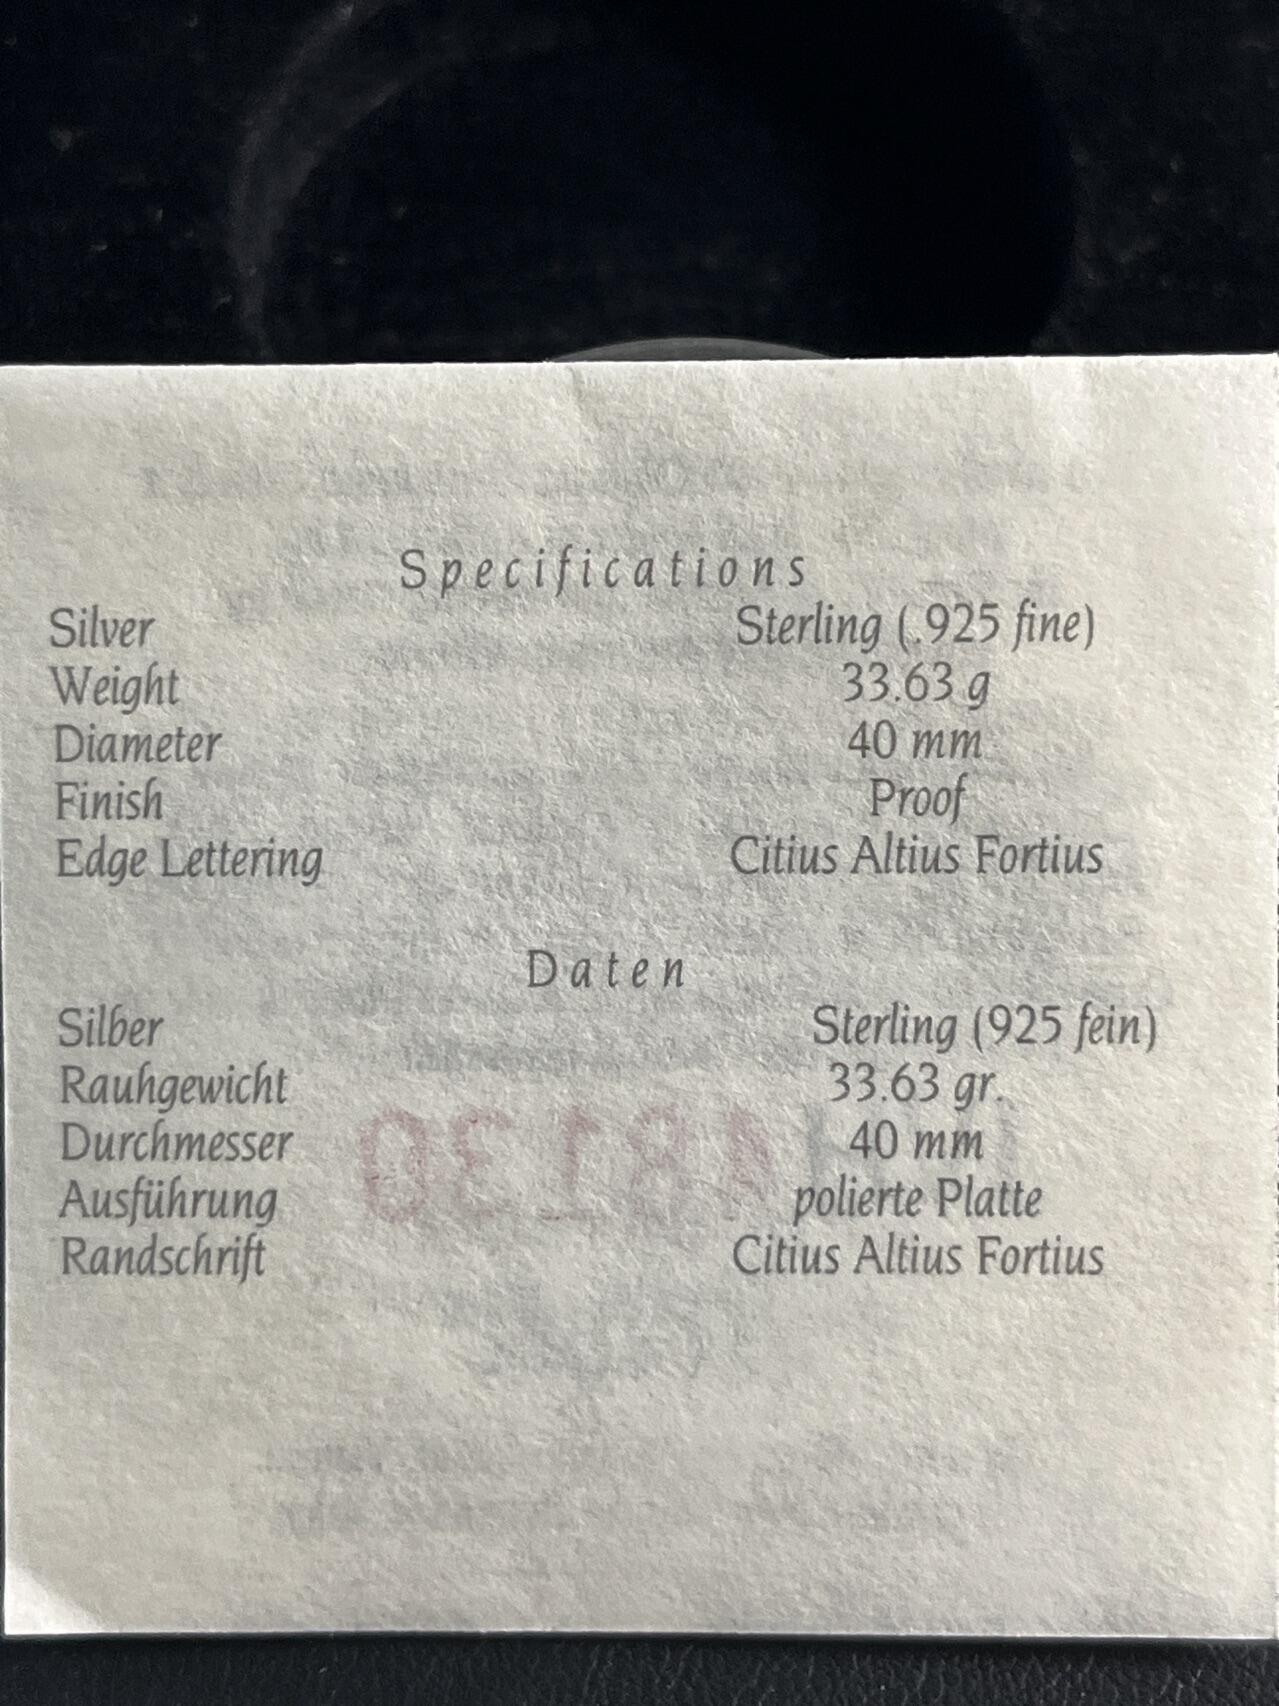 Specifications
Silver Sterling (.925 fine)
Weight 33.63 g
Diameter 40 mm
Finish Proof
Edge Lettering Citius Altius Fortius
Daten
Silber Sterling (925 fein)
Rauhgewicht 33.63 gr.
Durchmesser 40 mm
Ausführung polierte Platte
Randschrift Citius Altius Fortius